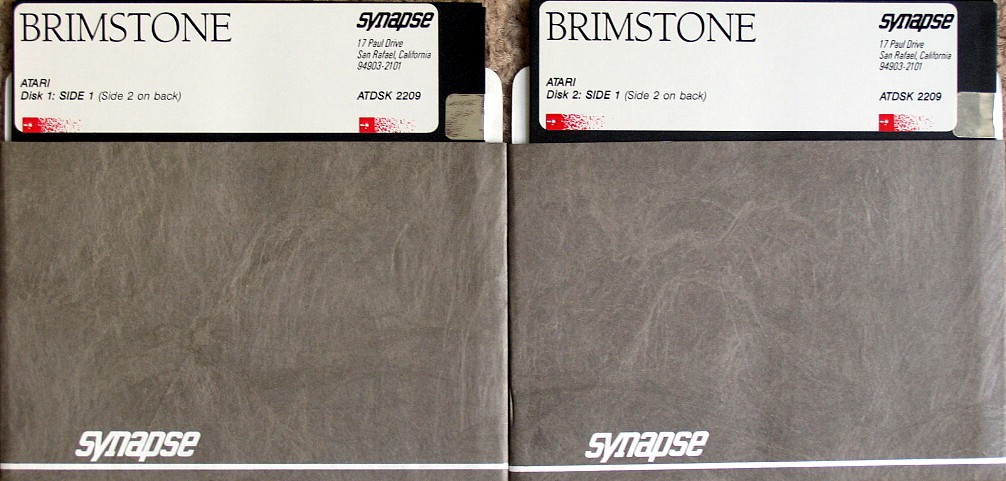 BRIMSTONE
synapse
17 Paul Drive
San Rafael, California
94903-2101
ATARI
Disk 1: SIDE 1 (Side 2 on back)
ATDSK 2209
synapse
BRIMSTONE
synapse
17 Paul Drive
San Rafael, California
94903-2101
ATARI
Disk 2: SIDE 1 (Side 2 on back)
ATDSK 2209
synapse